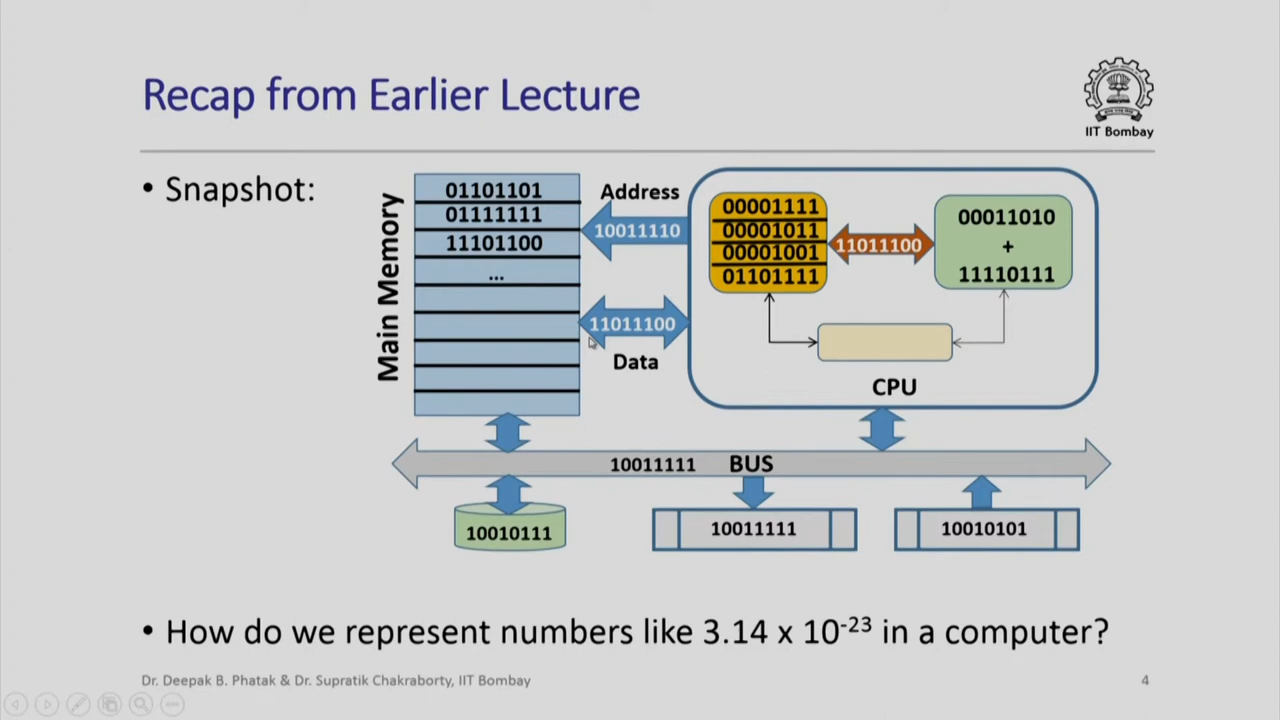 Recap from Earlier Lecture
IIT Bombay
• Snapshot:
Main Memory
01101101
01111111
11101100
...
Address
10011110
11011100
Data
00001111
00001011
00001001
01101111
11011100
00011010
+
11110111
CPU
10011111 BUS
10010111
10011111
10010101
• How do we represent numbers like 3.14 x 10⁻²³ in a computer?
Dr. Deepak B. Phatak & Dr. Supratik Chakraborty, IIT Bombay
4